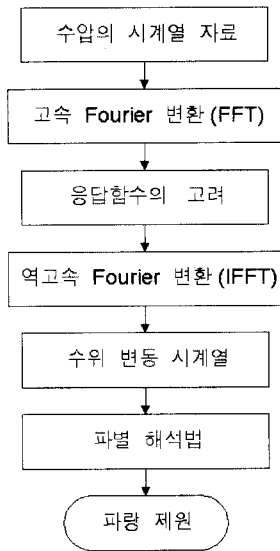 수압의 시계열 자료
고속 Fourier 변환 (FFT)
응답함수의 고려
역고속 Fourier 변환 (IFFT)
수위 변동 시계열
파별 해석법
파랑 제원